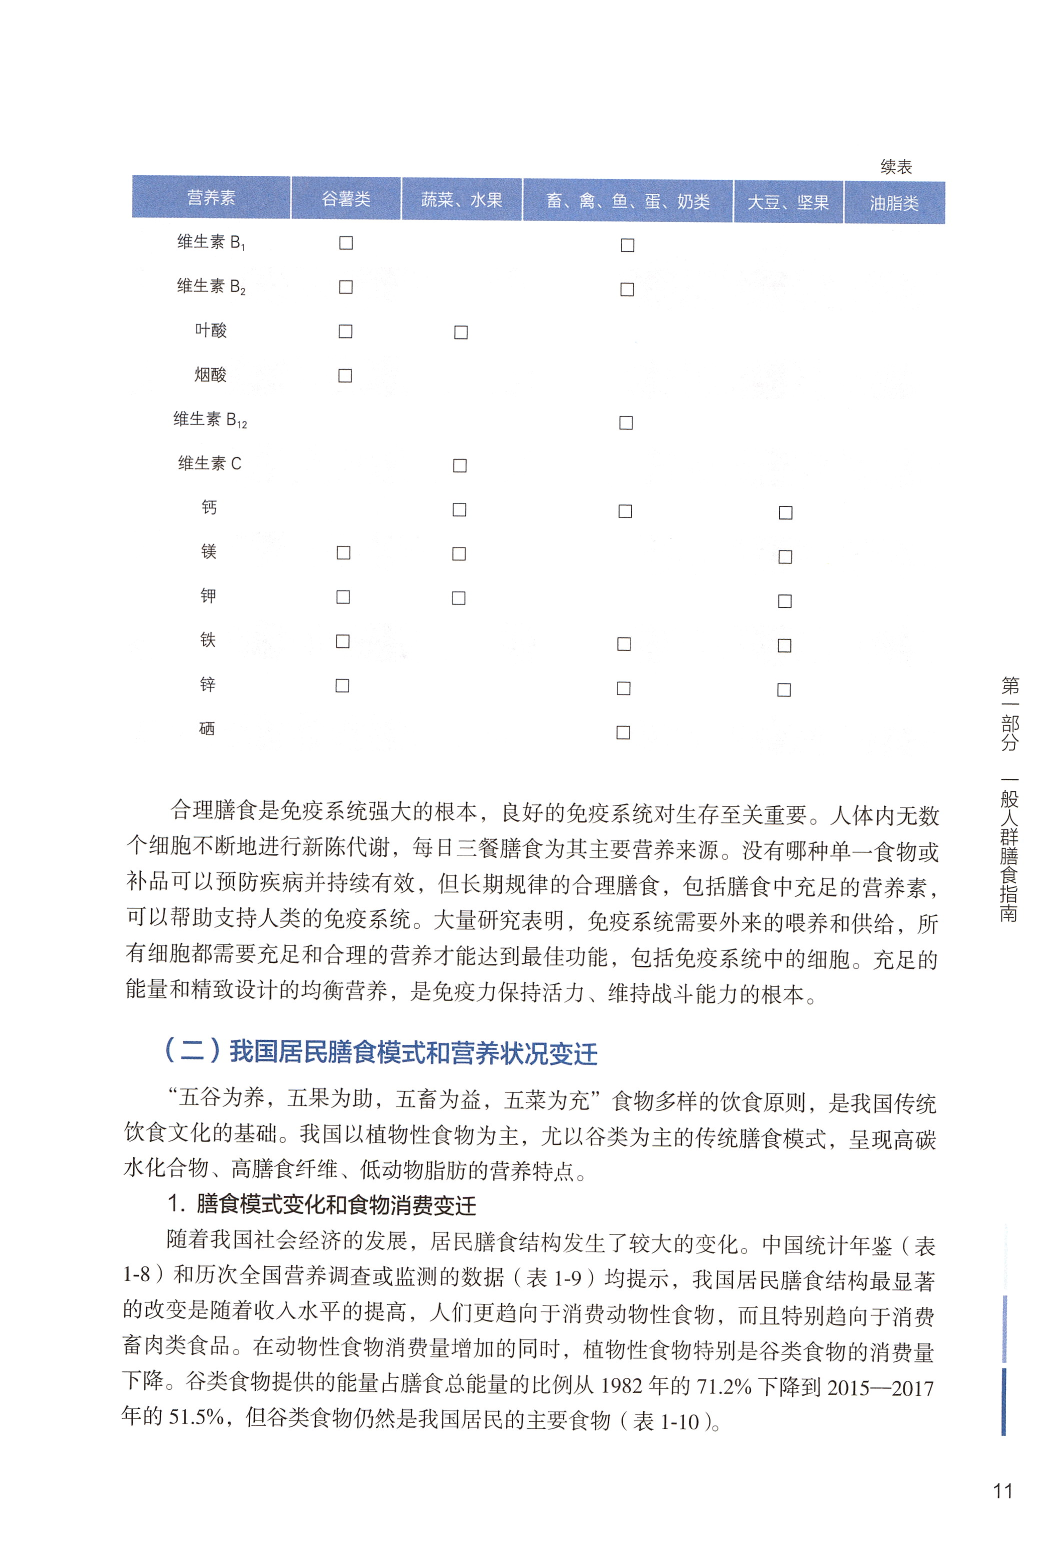 续表
营养素 谷薯类 蔬菜、水果 畜、禽、鱼、蛋、奶类 大豆、坚果 油脂类
维生素 B₁ □ □
维生素 B₂ □ □
叶酸 □ □
烟酸 □
维生素 B₁₂ □
维生素 C □
钙 □ □ □
镁 □ □ □
钾 □ □ □
铁 □ □ □
锌 □ □ □
硒 □
合理膳食是免疫系统强大的根本，良好的免疫系统对生存至关重要。人体内无数
个细胞不断地进行新陈代谢，每日三餐膳食为其主要营养来源。没有哪种单一食物或
补品可以预防疾病并持续有效，但长期规律的合理膳食，包括膳食中充足的营养素，
可以帮助支持人类的免疫系统。大量研究表明，免疫系统需要外来的喂养和供给，所
有细胞都需要充足和合理的营养才能达到最佳功能，包括免疫系统中的细胞。充足的
能量和精致设计的均衡营养，是免疫力保持活力、维持战斗能力的根本。
（二）我国居民膳食模式和营养状况变迁
“五谷为养，五果为助，五畜为益，五菜为充”食物多样的饮食原则，是我国传统
饮食文化的基础。我国以植物性食物为主，尤以谷类为主的传统膳食模式，呈现高碳
水化合物、高膳食纤维、低动物脂肪的营养特点。
1. 膳食模式变化和食物消费变迁
随着我国社会经济的发展，居民膳食结构发生了较大的变化。中国统计年鉴（表
1-8）和历次全国营养调查或监测的数据（表 1-9）均提示，我国居民膳食结构最显著
的改变是随着收入水平的提高，人们更趋向于消费动物性食物，而且特别趋向于消费
畜肉类食品。在动物性食物消费量增加的同时，植物性食物特别是谷类食物的消费量
下降。谷类食物提供的能量占膳食总能量的比例从 1982 年的 71.2% 下降到 2015—2017
年的 51.5%，但谷类食物仍然是我国居民的主要食物（表 1-10）。
第一部分 一般人群膳食指南
11